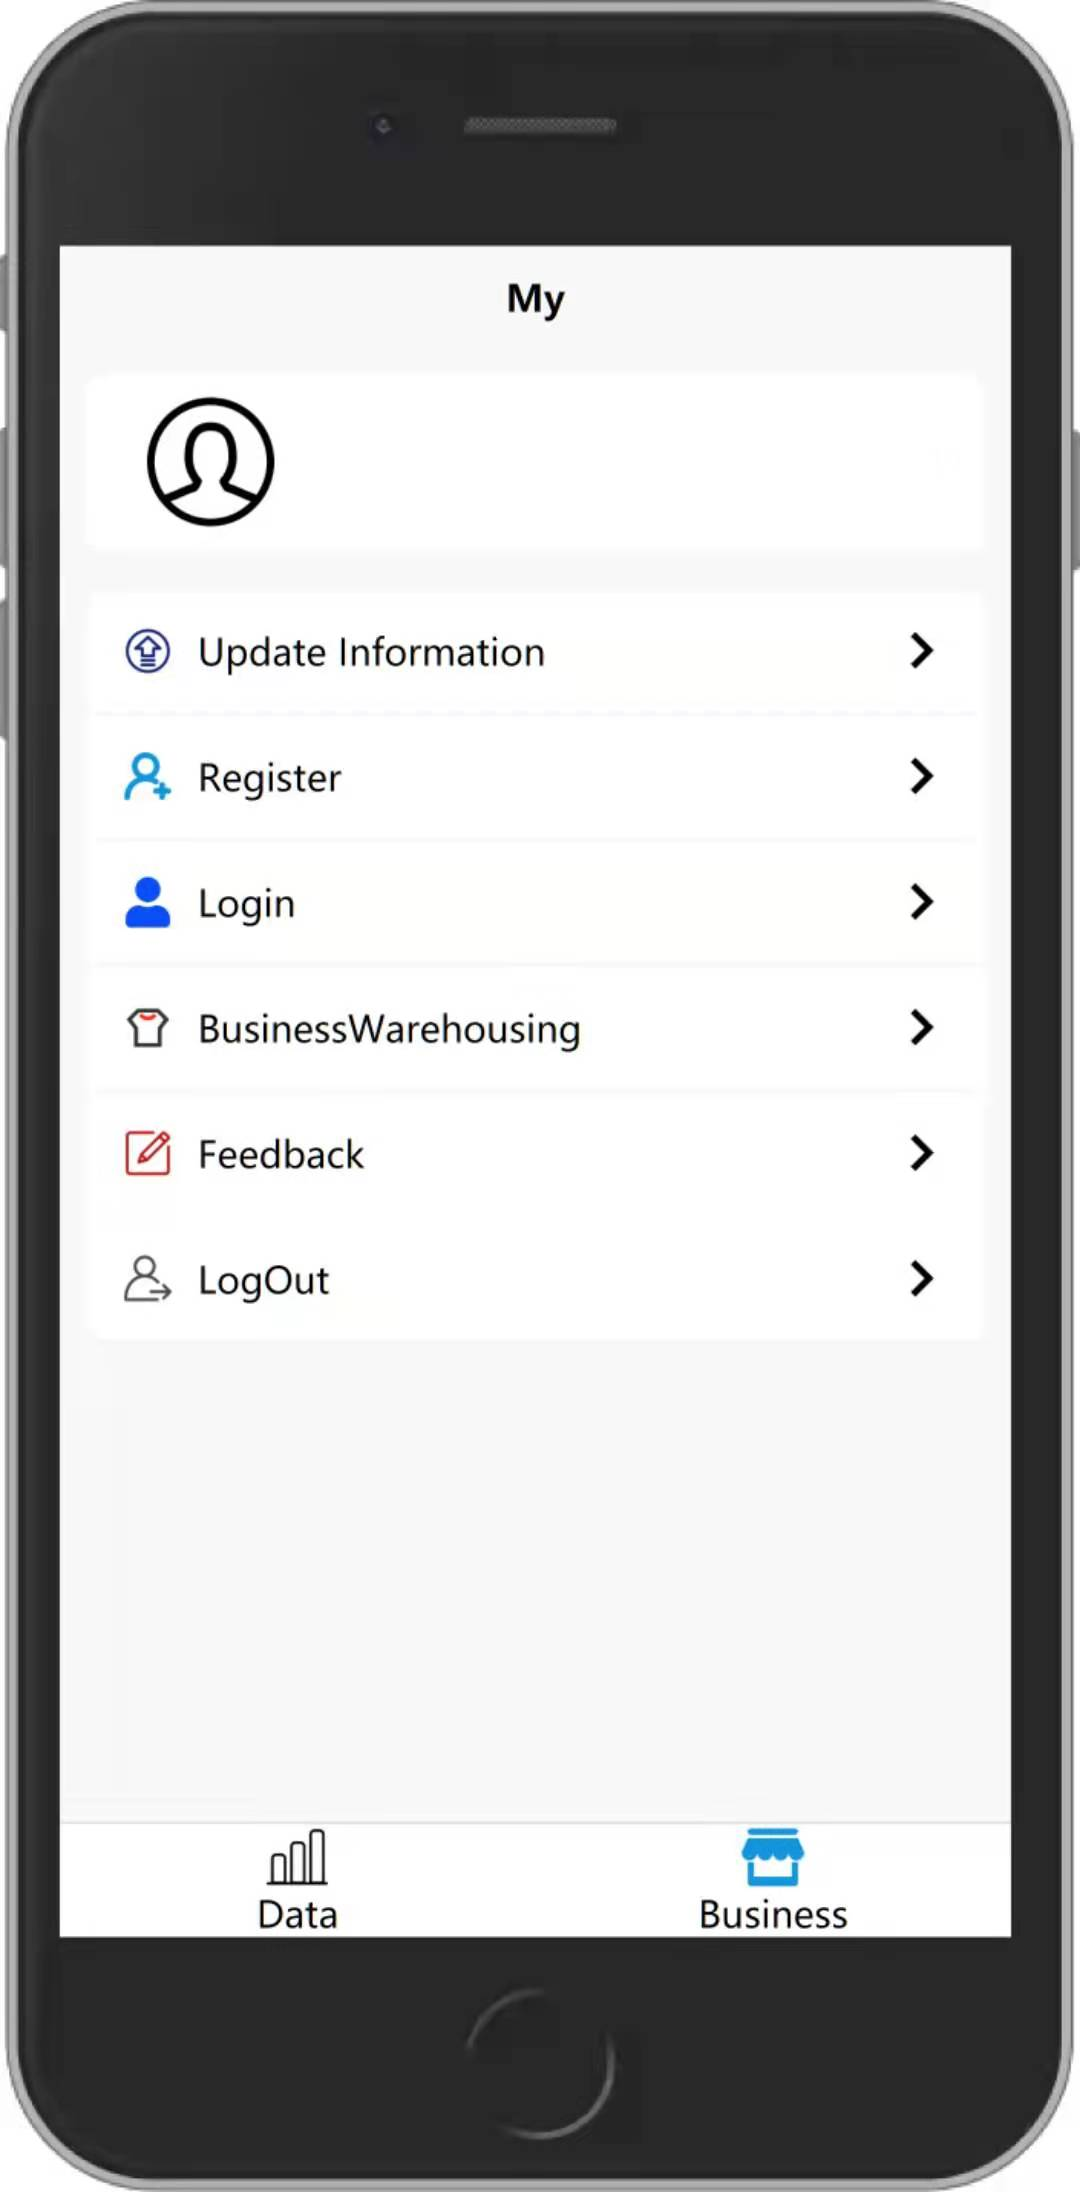 My
Update Information
Register
Login
BusinessWarehousing
Feedback
LogOut
Data
Business